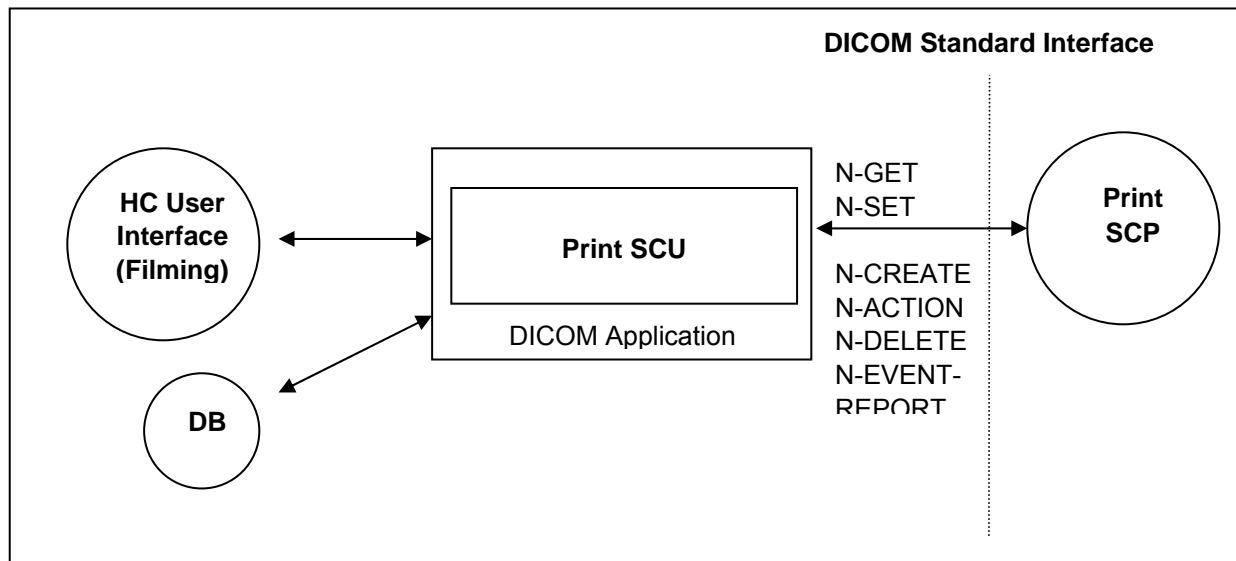 DICOM Standard Interface
HC User
Interface
(Filming)
DB
Print SCU
DICOM Application
N-GET
N-SET
N-CREATE
N-ACTION
N-DELETE
N-EVENT-
REPORT
Print
SCP